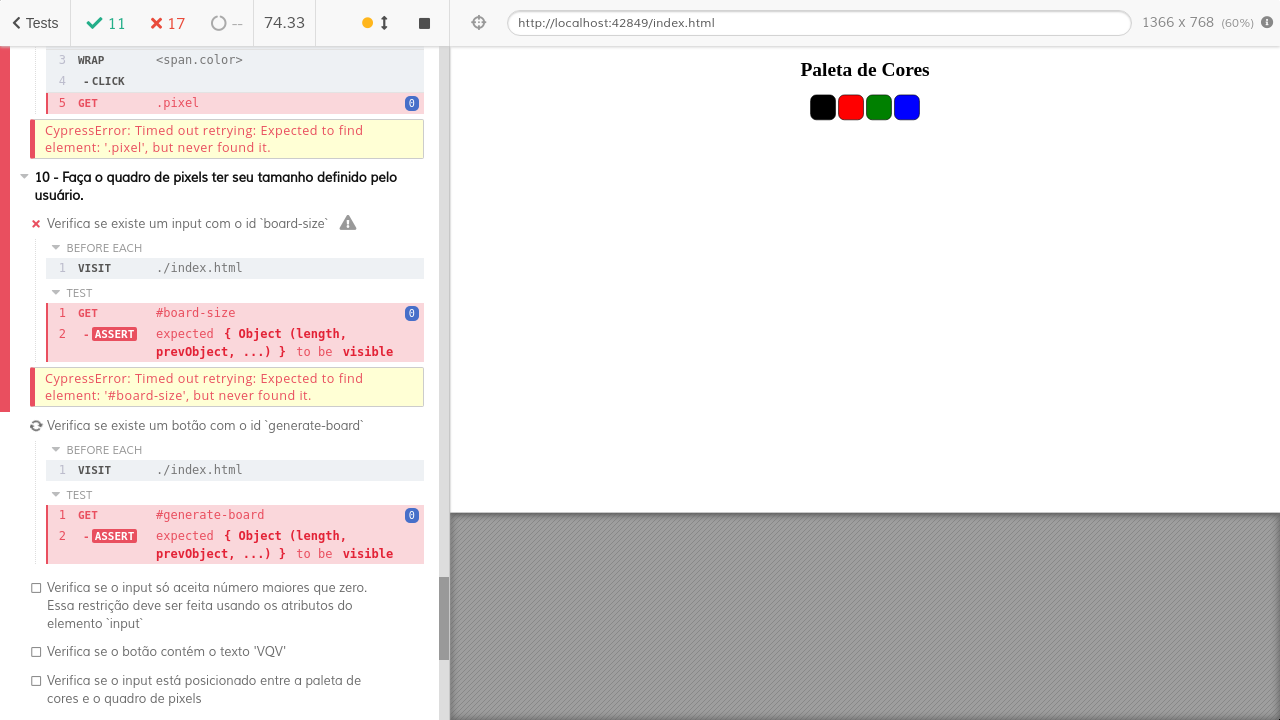 Tests 11 17 -- 74.33
http://localhost:42849/index.html 1366 x 768 (60%)
3 WRAP <span.color>
4 -CLICK
5 GET .pixel 0
CypressError: Timed out retrying: Expected to find
element: '.pixel', but never found it.
10 - Faça o quadro de pixels ter seu tamanho definido pelo
usuário.
Verifica se existe um input com o id `board-size`
BEFORE EACH
1 VISIT ./index.html
TEST
1 GET #board-size 0
2 -ASSERT expected { Object (length,
prevObject, ...) } to be visible
CypressError: Timed out retrying: Expected to find
element: '#board-size', but never found it.
Verifica se existe um botão com o id `generate-board`
BEFORE EACH
1 VISIT ./index.html
TEST
1 GET #generate-board 0
2 -ASSERT expected { Object (length,
prevObject, ...) } to be visible
Verifica se o input só aceita número maiores que zero.
Essa restrição deve ser feita usando os atributos do
elemento `input`
Verifica se o botão contém o texto 'VQV'
Verifica se o input está posicionado entre a paleta de
cores e o quadro de pixels
Paleta de Cores